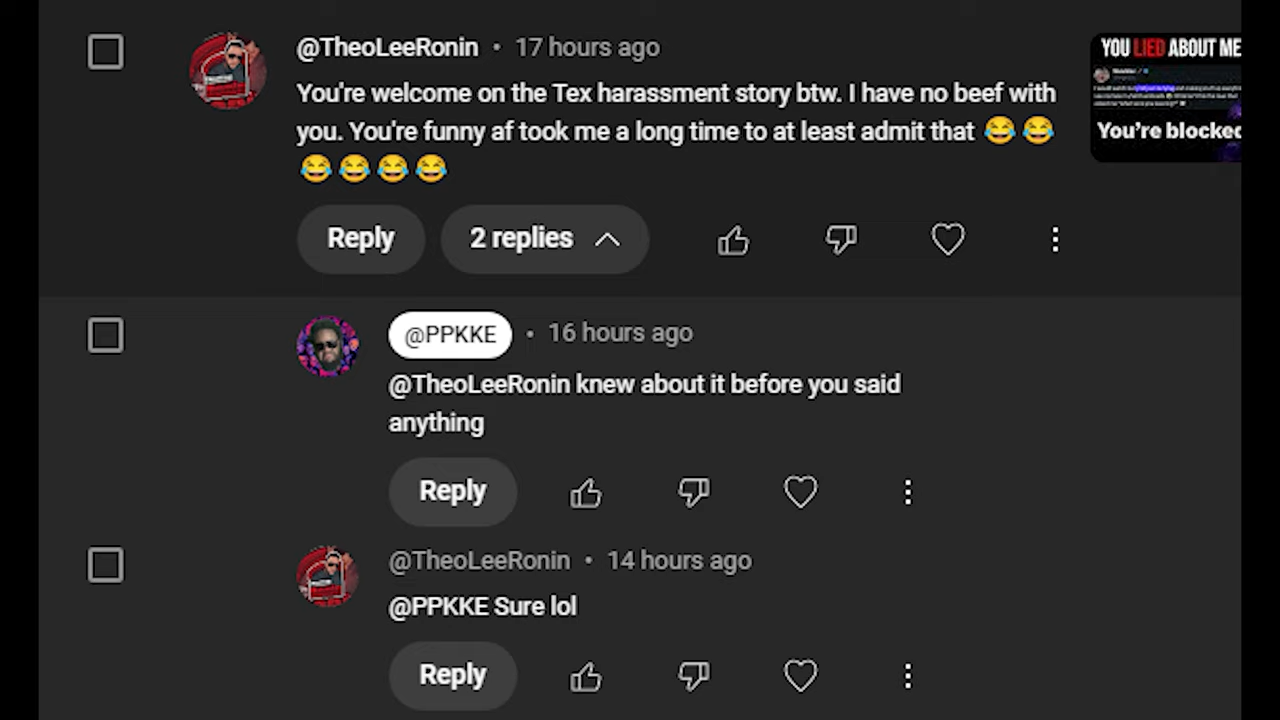 @TheoLeeRonin • 17 hours ago
You're welcome on the Tex harassment story btw. I have no beef with
you. You're funny af took me a long time to at least admit that 😂😂
😂😂😂😂
YOU LIED ABOUT ME
You're blocked
Reply
2 replies
@PPKKE • 16 hours ago
@TheoLeeRonin knew about it before you said
anything
Reply
@TheoLeeRonin • 14 hours ago
@PPKKE Sure lol
Reply